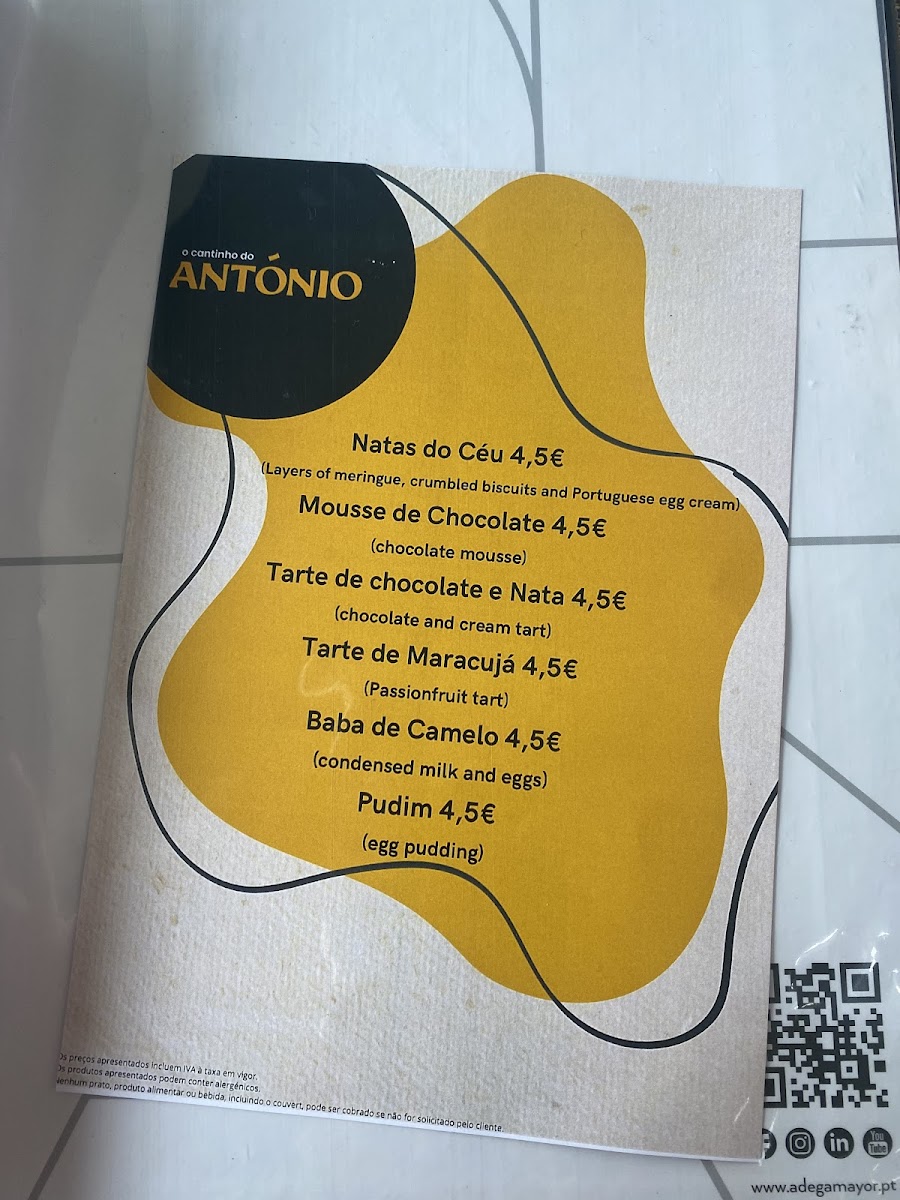 o cantinho do
ANTÓNIO
Natas do Céu 4,5€
(Layers of meringue, crumbled biscuits and Portuguese egg cream)
Mousse de Chocolate 4,5€
(chocolate mousse)
Tarte de chocolate e Nata 4,5€
(chocolate and cream tart)
Tarte de Maracujá 4,5€
(Passionfruit tart)
Baba de Camelo 4,5€
(condensed milk and eggs)
Pudim 4,5€
(egg pudding)
Os preços apresentados incluem IVA à taxa em vigor.
Os produtos apresentados podem conter alergénicos.
Nenhum prato, produto alimentar ou bebida, incluindo o couvert, pode ser cobrado se não for solicitado pelo cliente.
in
You
Tube
www.adegamayor.pt